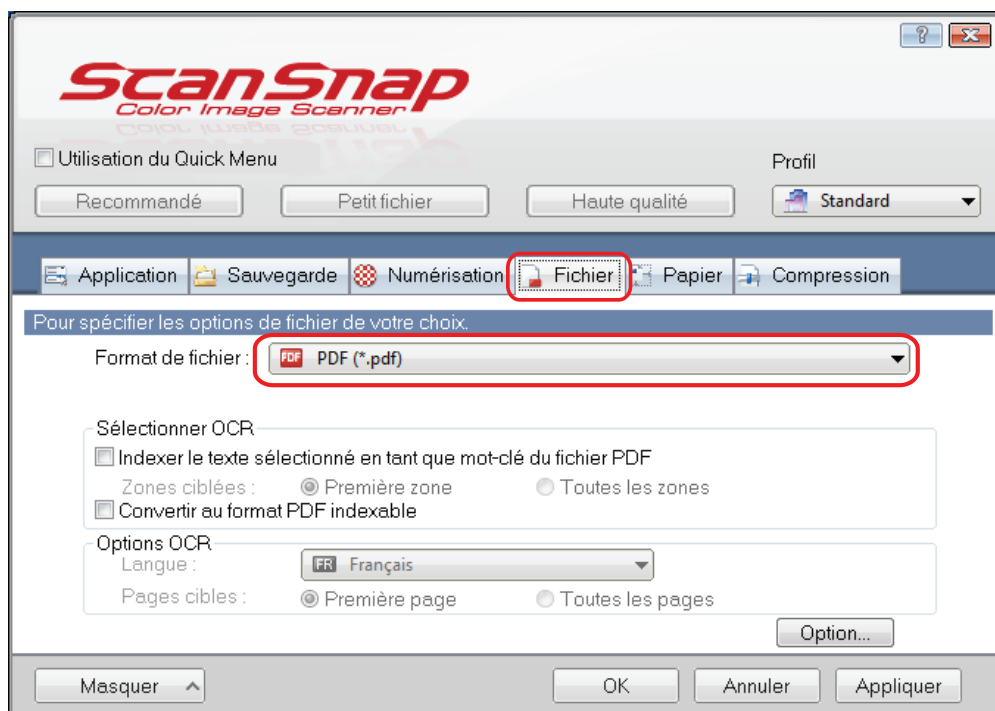 ScanSnap
Color Image Scanner
Utilisation du Quick Menu
Profil
Recommandé Petit fichier Haute qualité Standard
Application Sauvegarde Numérisation Fichier Papier Compression
Pour spécifier les options de fichier de votre choix.
Format de fichier : PDF PDF (*.pdf)
Sélectionner OCR
Indexer le texte sélectionné en tant que mot-clé du fichier PDF
Zones ciblées : Première zone Toutes les zones
Convertir au format PDF indexable
Options OCR
Langue : FR Français
Pages cibles : Première page Toutes les pages
Option...
Masquer OK Annuler Appliquer